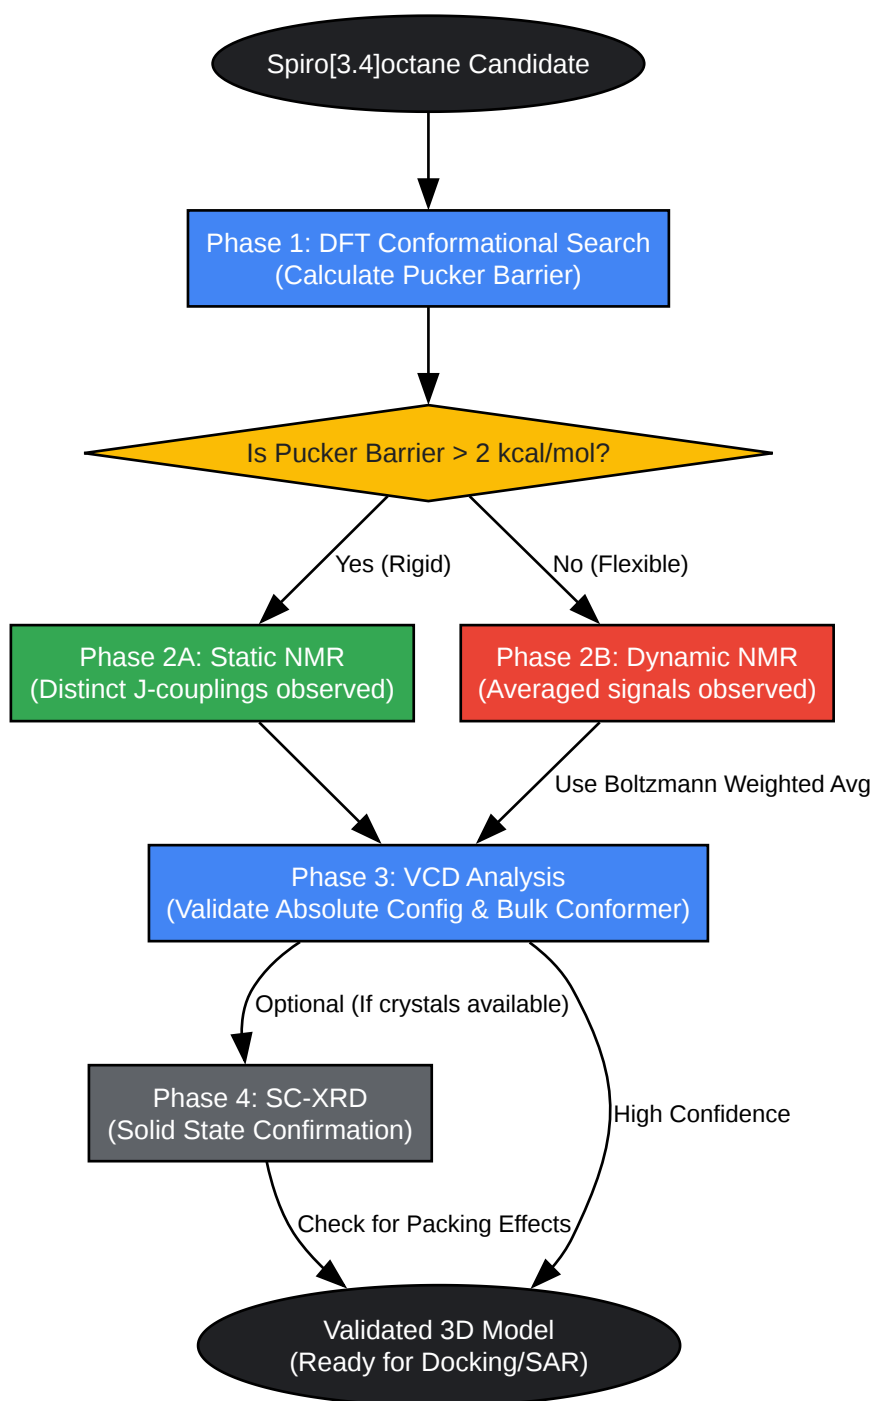 Spiro[3.4]octane Candidate
Phase 1: DFT Conformational Search
(Calculate Pucker Barrier)
Is Pucker Barrier > 2 kcal/mol?
Yes (Rigid)
No (Flexible)
Phase 2A: Static NMR
(Distinct J-couplings observed)
Phase 2B: Dynamic NMR
(Averaged signals observed)
Use Boltzmann Weighted Avg
Phase 3: VCD Analysis
(Validate Absolute Config & Bulk Conformer)
Optional (If crystals available)
Phase 4: SC-XRD
(Solid State Confirmation)
High Confidence
Check for Packing Effects
Validated 3D Model
(Ready for Docking/SAR)